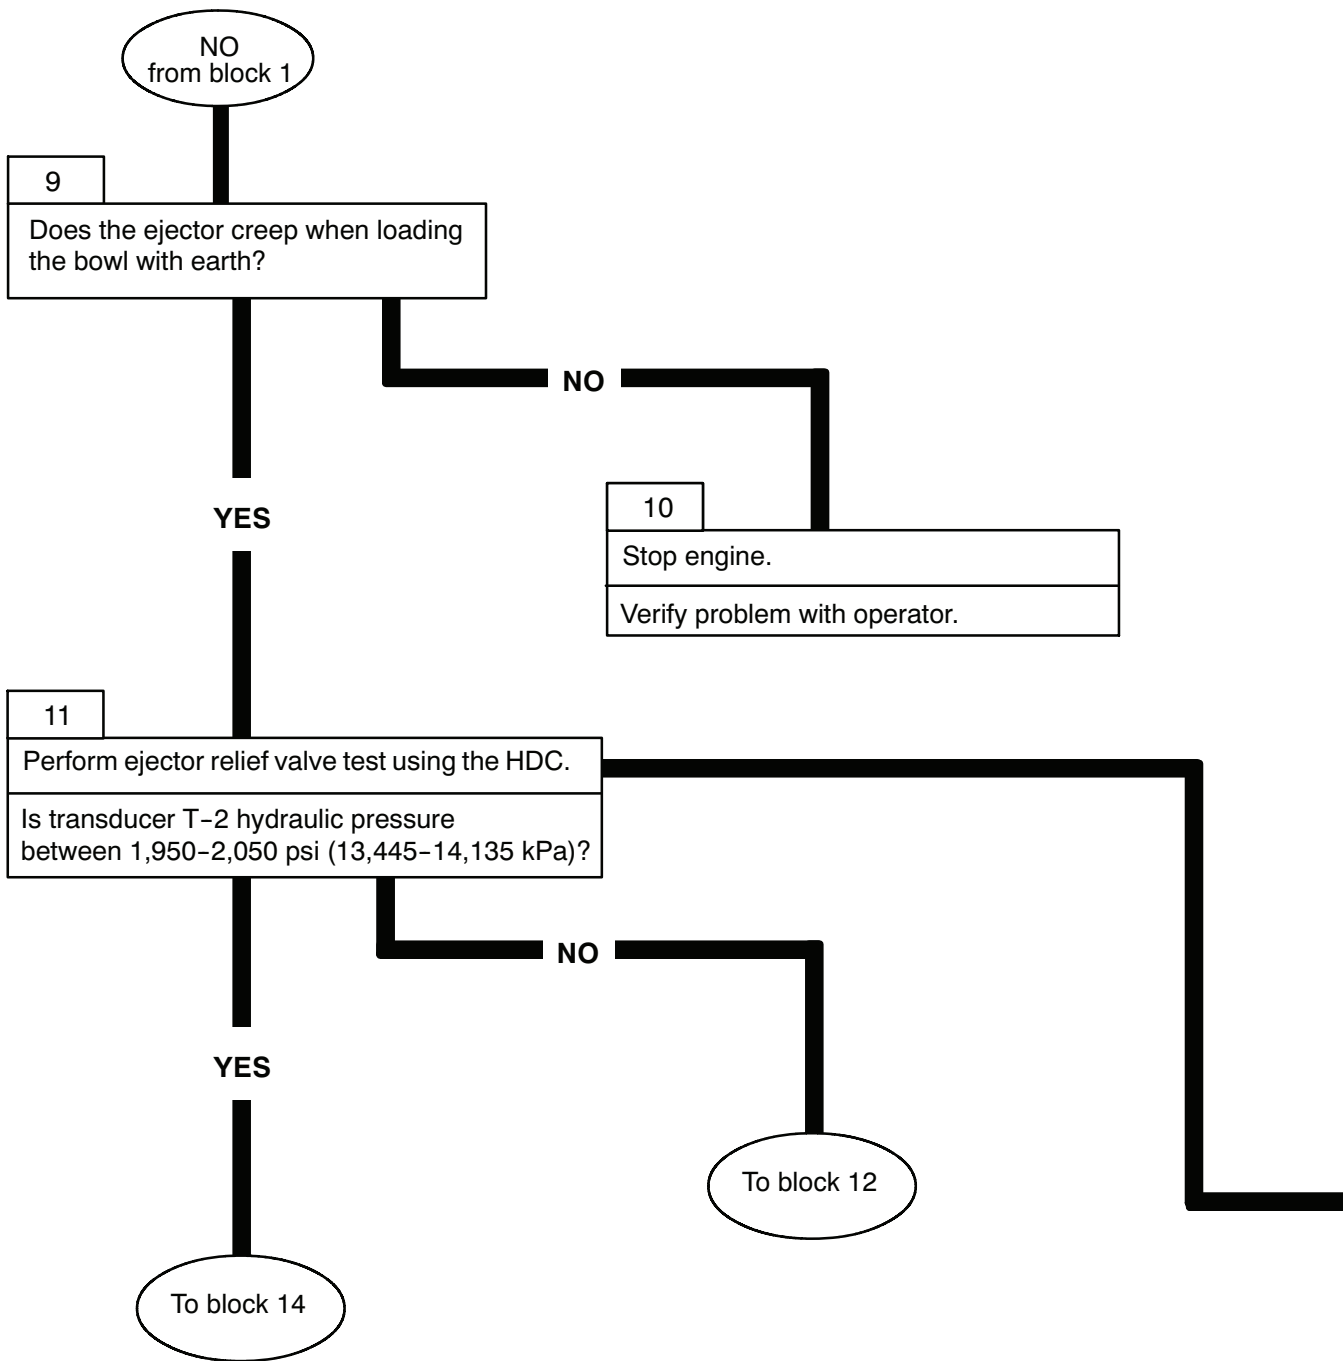 NO
from block 1
9
Does the ejector creep when loading
the bowl with earth?
NO
YES
10
Stop engine.
Verify problem with operator.
11
Perform ejector relief valve test using the HDC.
Is transducer T-2 hydraulic pressure
between 1,950-2,050 psi (13,445-14,135 kPa)?
NO
YES
To block 12
To block 14